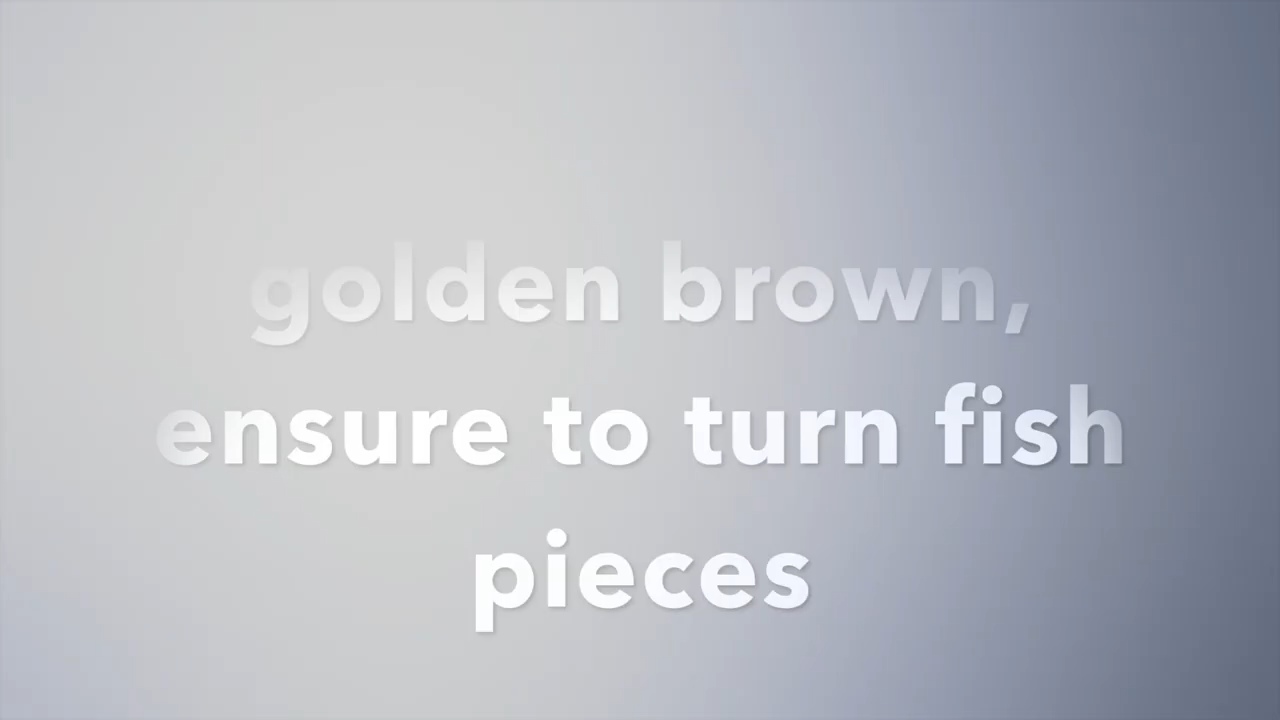 golden brown,
ensure to turn fish
pieces